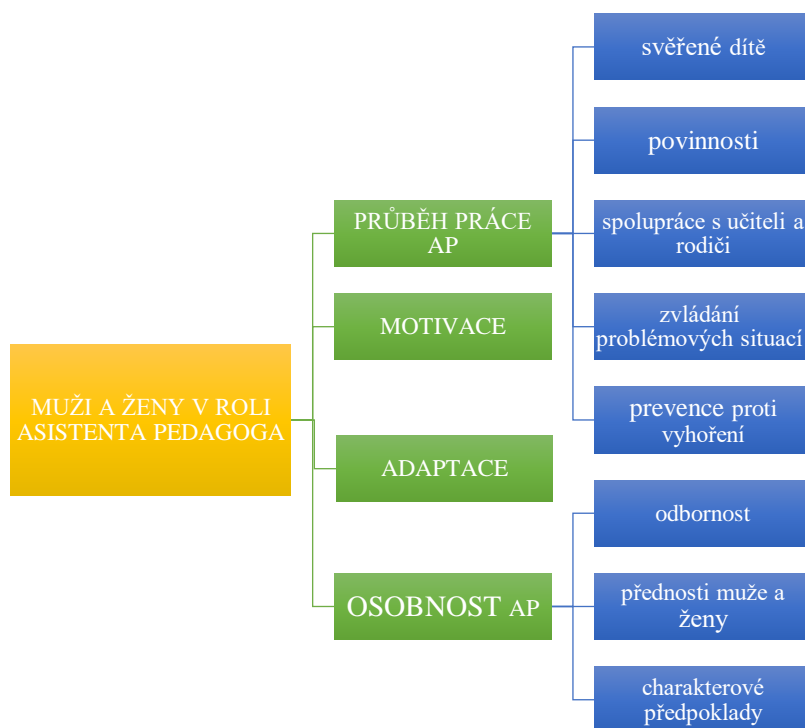 MUŽI A ŽENY V ROLI
ASISTENTA PEDAGOGA
PRŮBĚH PRÁCE
AP
svěřené dítě
povinnosti
spolupráce s učiteli a
rodiči
zvládání
problémových situací
prevence proti
vyhoření
MOTIVACE
ADAPTACE
OSOBNOST AP
odbornost
přednosti muže a
ženy
charakterové
předpoklady